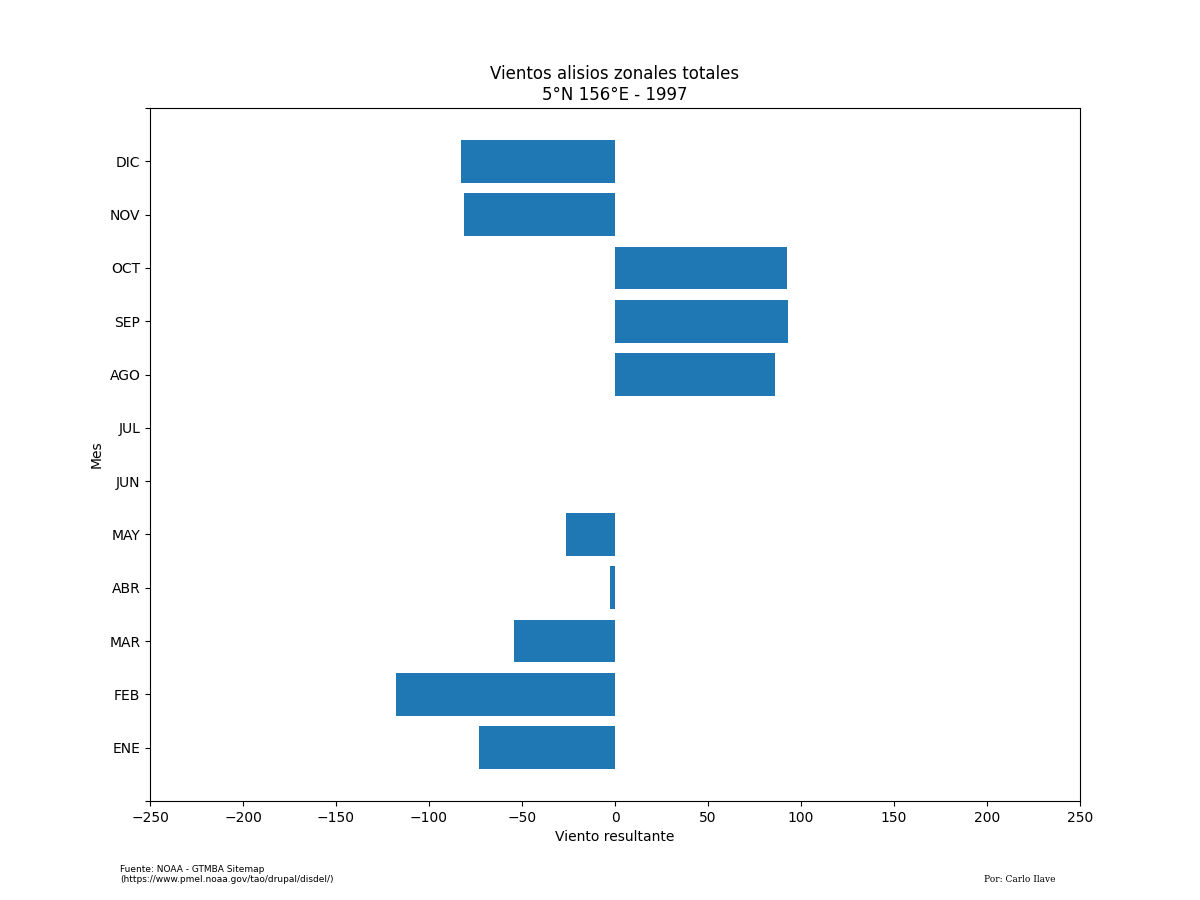 Vientos alisios zonales totales
5°N 156°E - 1997
DIC
NOV
OCT
SEP
AGO
JUL
JUN
MAY
ABR
MAR
FEB
ENE
Mes
−250 −200 −150 −100 −50 0 50 100 150 200 250
Viento resultante
Fuente: NOAA - GTMBA Sitemap
(https://www.pmel.noaa.gov/tao/drupal/disdel/)
Por: Carlo Ilave